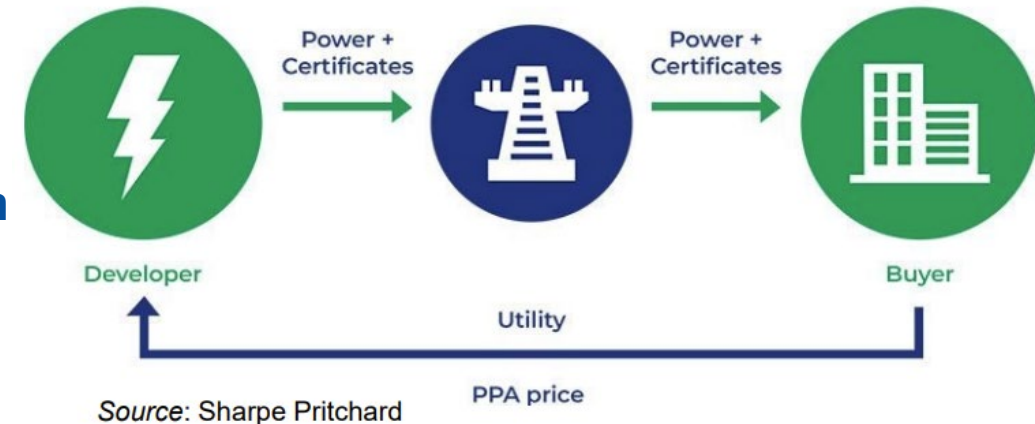 Power +
Certificates
Power +
Certificates
Developer
Buyer
Utility
PPA price
Source: Sharpe Pritchard